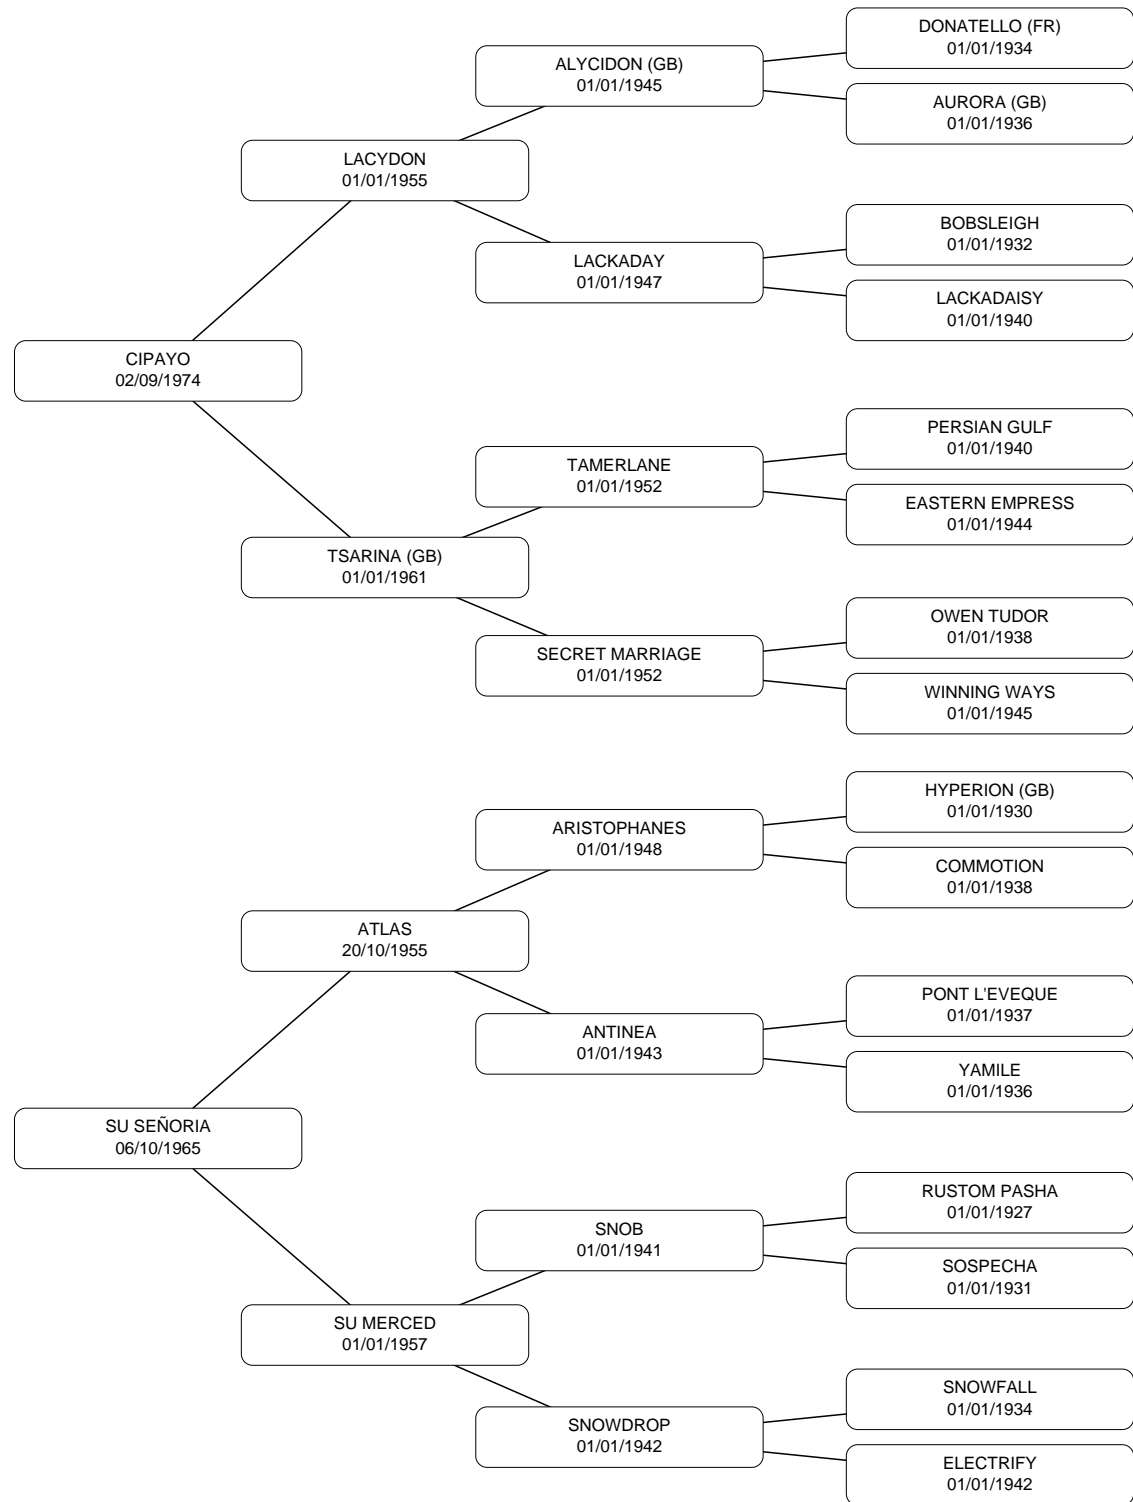 DONATELLO (FR)
01/01/1934
ALYCIDON (GB)
01/01/1945
AURORA (GB)
01/01/1936
LACYDON
01/01/1955
BOBSLEIGH
01/01/1932
LACKADAY
01/01/1947
LACKADAISY
01/01/1940
CIPAYO
02/09/1974
PERSIAN GULF
01/01/1940
TAMERLANE
01/01/1952
EASTERN EMPRESS
01/01/1944
TSARINA (GB)
01/01/1961
OWEN TUDOR
01/01/1938
SECRET MARRIAGE
01/01/1952
WINNING WAYS
01/01/1945
HYPERION (GB)
01/01/1930
ARISTOPHANES
01/01/1948
COMMOTION
01/01/1938
ATLAS
20/10/1955
PONT L'EVEQUE
01/01/1937
ANTINEA
01/01/1943
YAMILE
01/01/1936
SU SEÑORIA
06/10/1965
RUSTOM PASHA
01/01/1927
SNOB
01/01/1941
SOSPECHA
01/01/1931
SU MERCED
01/01/1957
SNOWFALL
01/01/1934
SNOWDROP
01/01/1942
ELECTRIFY
01/01/1942